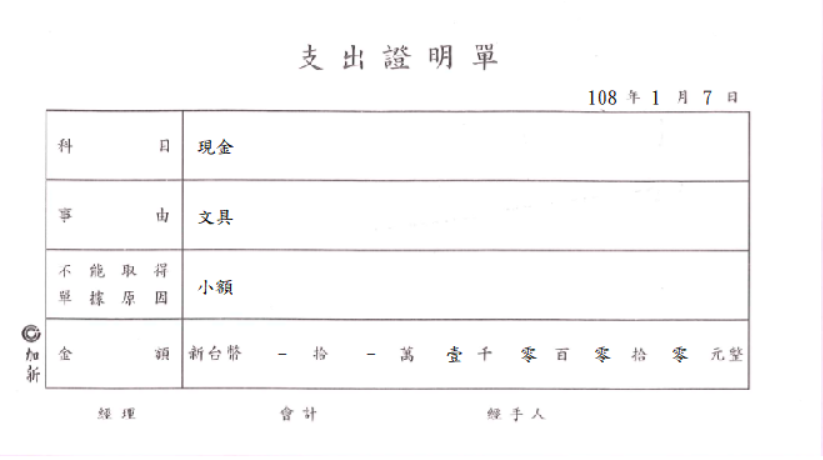 支出證明單
108 年 1 月 7 日
科目 現金
事由 文具
不能取得單據原因 小額
金額 新台幣 - 拾 - 萬 壹 千 零 百 零 拾 零 元整
加新
經理 會計 經手人